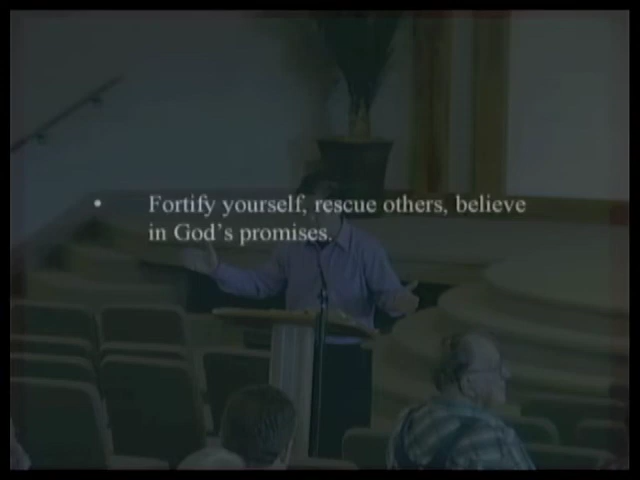 • Fortify yourself, rescue others, believe
in God's promises.